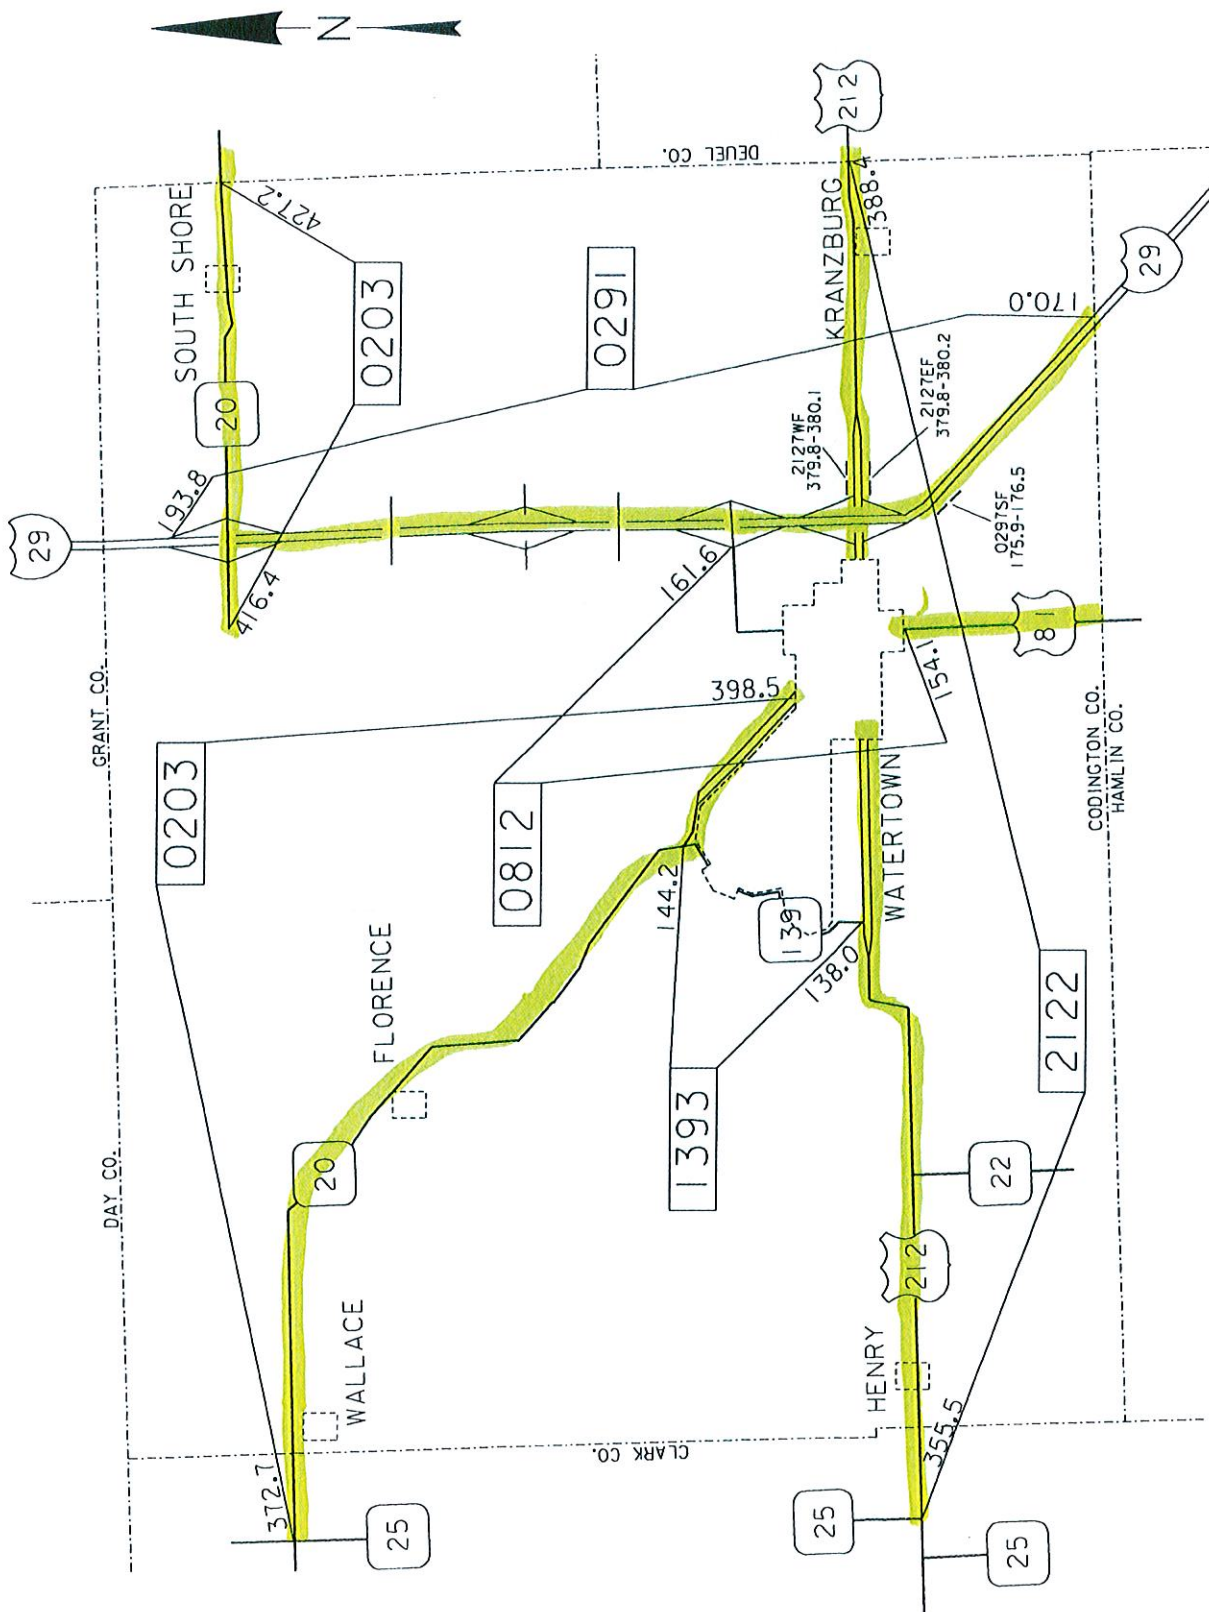 N
GRANT CO.
DAY CO.
DEUEL CO.
CLARK CO.
CODINGTON CO.
HAMLIN CO.
29
193.8
20
SOUTH SHORE
427.2
416.4
0203
0291
0203
372.7
25
WALLACE
20
FLORENCE
0812
161.6
398.5
144.2
1393
139
138.0
WATERTOWN
2127WF
379.8-380.1
2127EF
379.8-380.2
KRANZBURG
388.4
212
0297SF
175.9-176.5
170.0
29
154.1
81
2122
22
212
HENRY
355.5
25
25